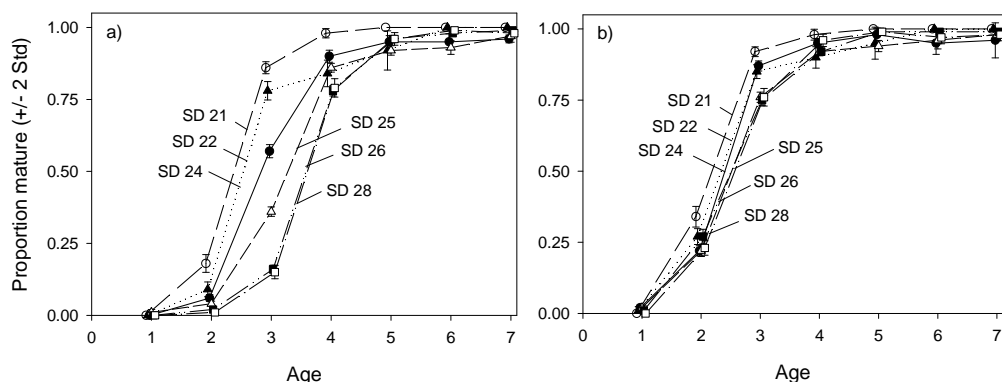 Proportion mature (+/- 2 Std)
a)
1.00
0.75
0.50
0.25
0.00
SD 21
SD 22
SD 24
SD 25
SD 26
SD 28
0 1 2 3 4 5 6 7
Age
b)
1.00
0.75
0.50
0.25
0.00
SD 21
SD 22
SD 24
SD 25
SD 26
SD 28
0 1 2 3 4 5 6 7
Age